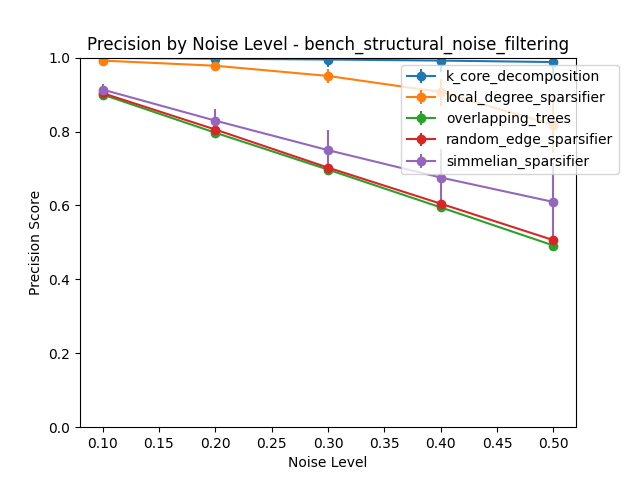 Precision by Noise Level - bench_structural_noise_filtering
1.0
0.8
0.6
0.4
0.2
0.0
Precision Score
k_core_decomposition
local_degree_sparsifier
overlapping_trees
random_edge_sparsifier
simmelian_sparsifier
0.10 0.15 0.20 0.25 0.30 0.35 0.40 0.45 0.50
Noise Level